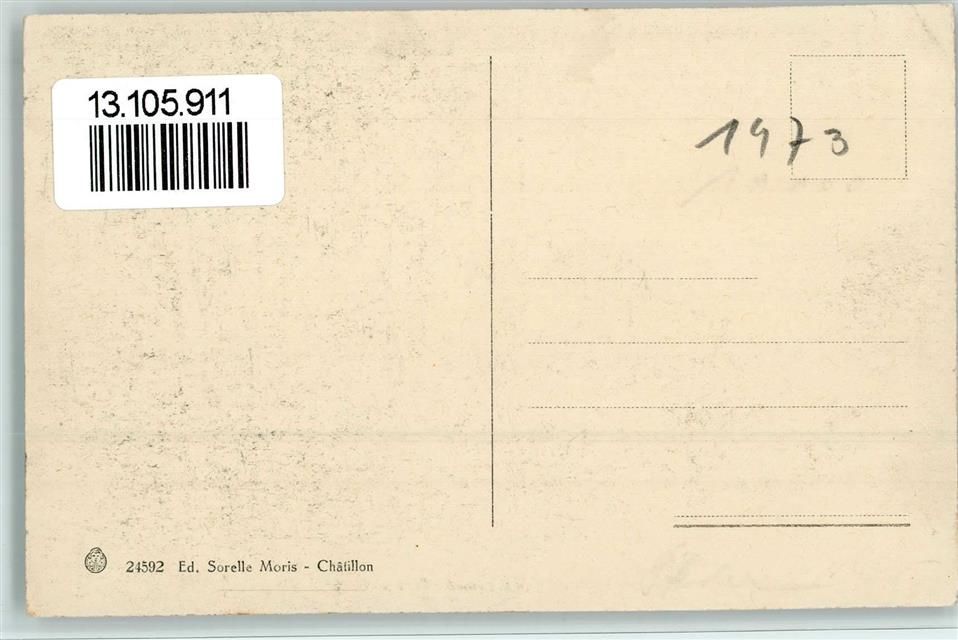 13.105.911
1973
24592 Ed. Sorelle Moris - Châtillon